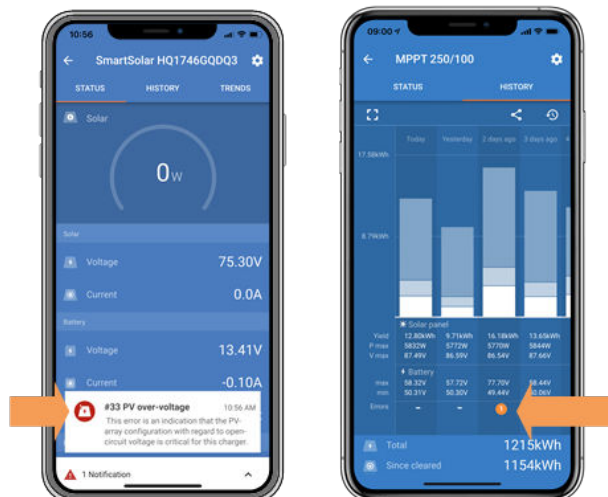 10:56
SmartSolar HQ1746GQDQ3
STATUS HISTORY TRENDS
Solar
0W
Solar
Voltage 75.30V
Current 0.0A
Battery
Voltage 13.41V
Current -0.10A
#33 PV over-voltage 10:56 AM
This error is an indication that the PV-
array configuration with regard to open-
circuit voltage is critical for this charger.
1 Notification
09:00
MPPT 250/100
STATUS HISTORY
Today Yesterday 2 days ago 3 days ago
17.58kWh
8.79kWh
Solar panel
Yield 12.80kWh 9.71kWh 16.18kWh 13.65kWh
P max 5832W 5772W 5770W 5844W
V max 87.49V 86.59V 86.54V 87.66V
Battery
max 58.32V 57.72V 77.70V 58.44V
min 50.31V 50.30V 49.44V
Errors - - 1
Total 1215kWh
Since cleared 1154kWh